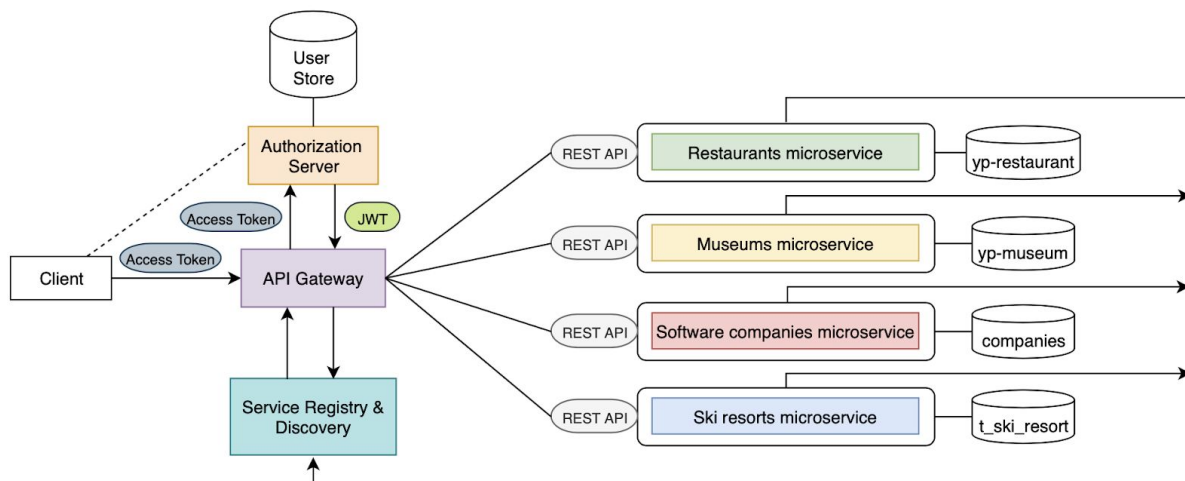 User
Store
Authorization
Server
Access Token
JWT
Client
Access Token
API Gateway
Service Registry &
Discovery
REST API
Restaurants microservice
yp-restaurant
REST API
Museums microservice
yp-museum
REST API
Software companies microservice
companies
REST API
Ski resorts microservice
t_ski_resort